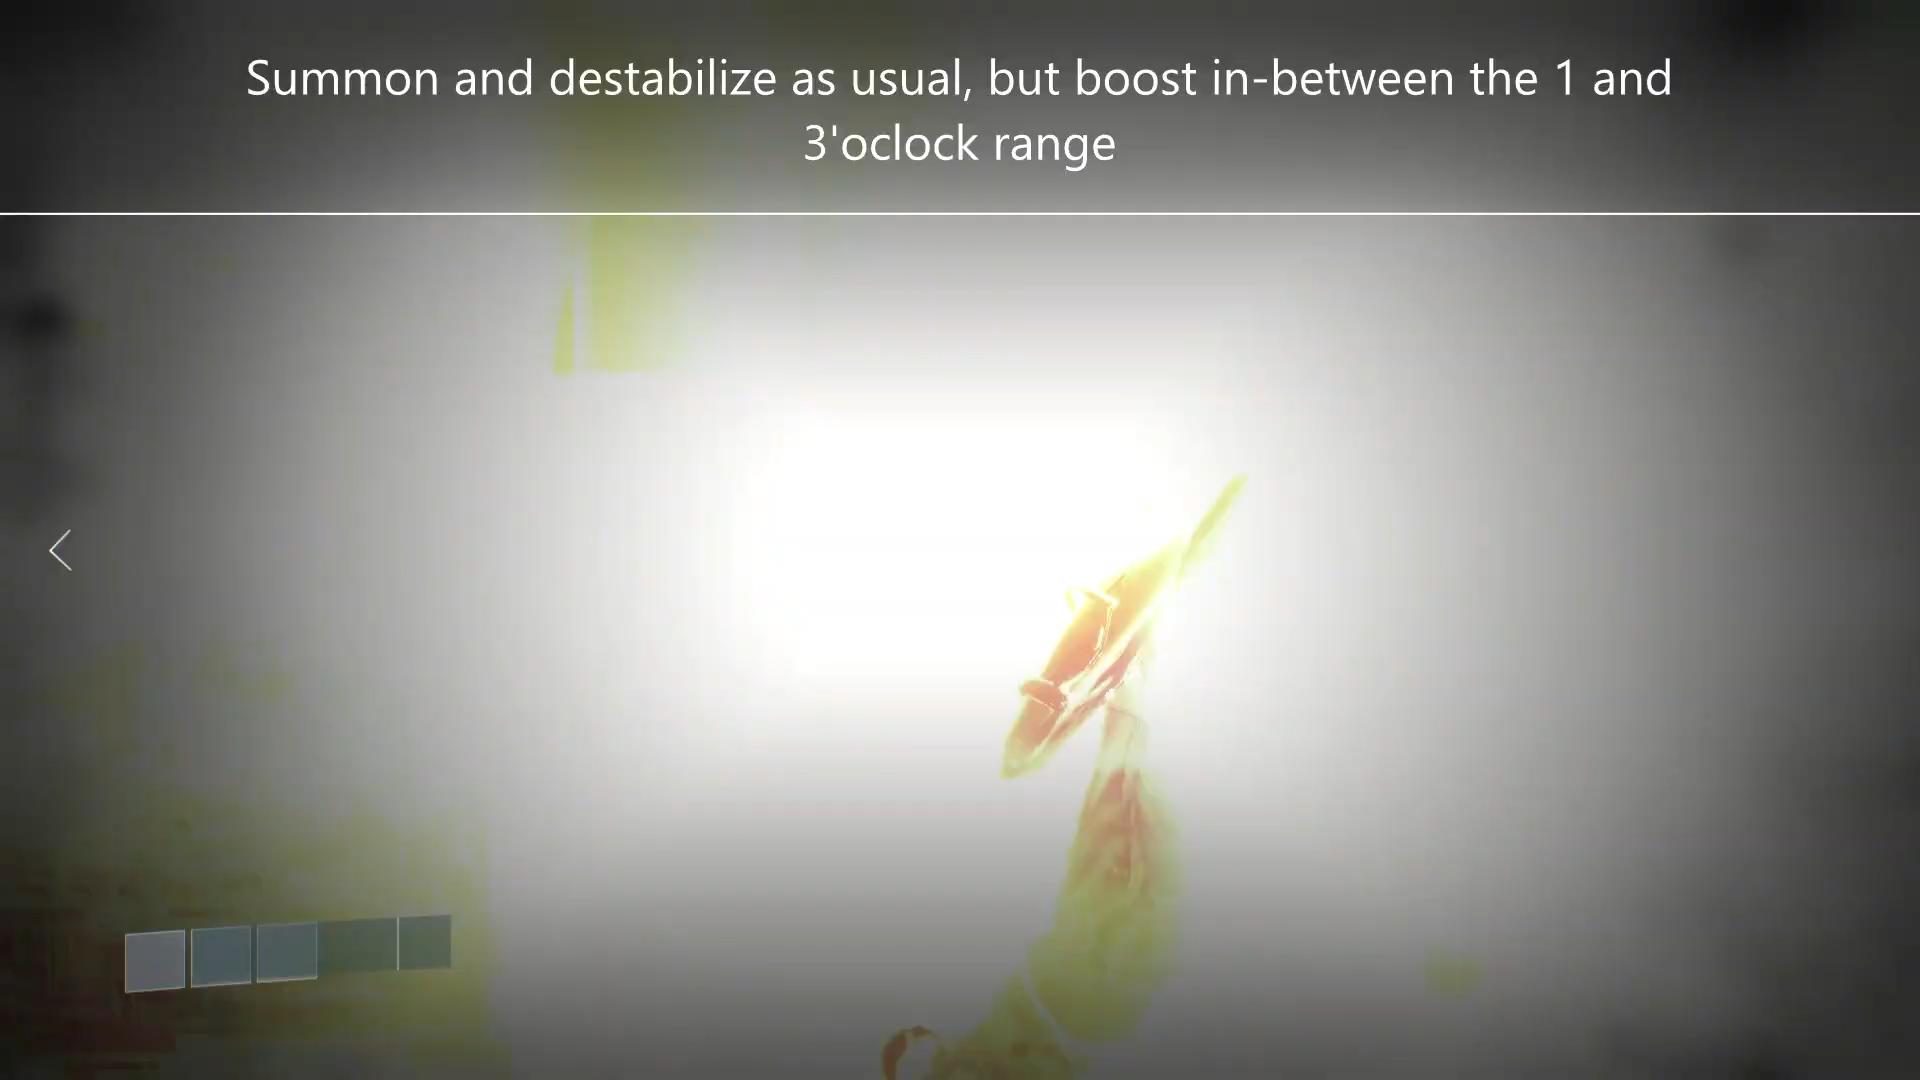 Summon and destabilize as usual, but boost in-between the 1 and
3'oclock range